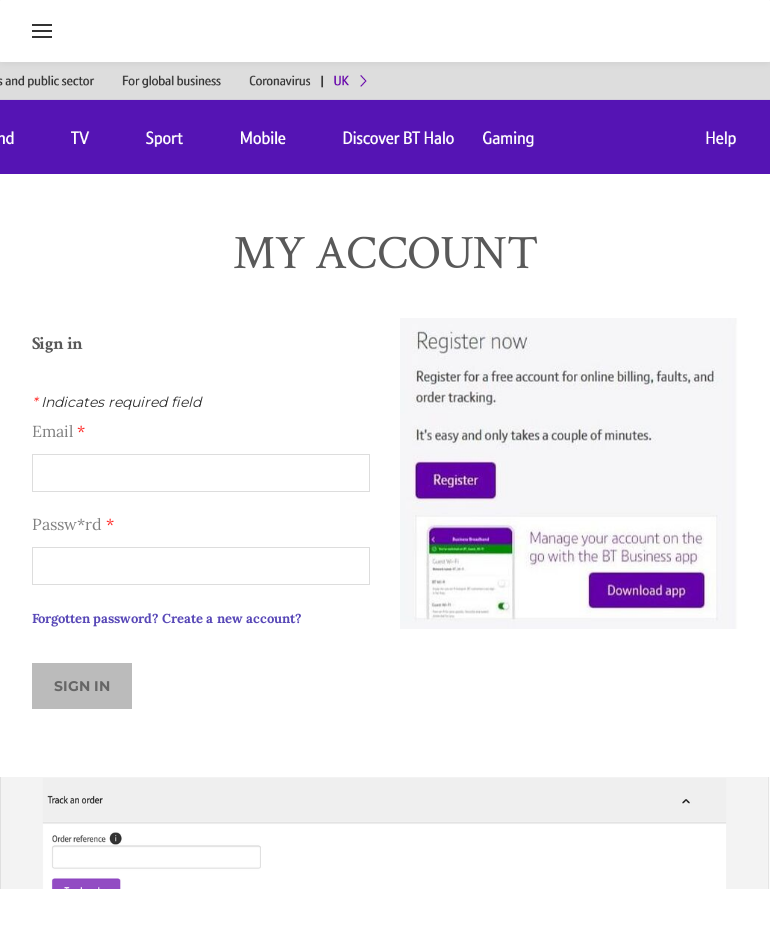 and public sector For global business Coronavirus | UK
TV Sport Mobile Discover BT Halo Gaming Help
MY ACCOUNT
Sign in
* Indicates required field
Email *
Passw*rd *
Forgotten password? Create a new account?
SIGN IN
Register now
Register for a free account for online billing, faults, and
order tracking.
It's easy and only takes a couple of minutes.
Register
Business Broadband
Guest Wi-Fi
BT Wi-fi
Guest Wi-Fi
Manage your account on the
go with the BT Business app
Download app
Track an order
Order reference